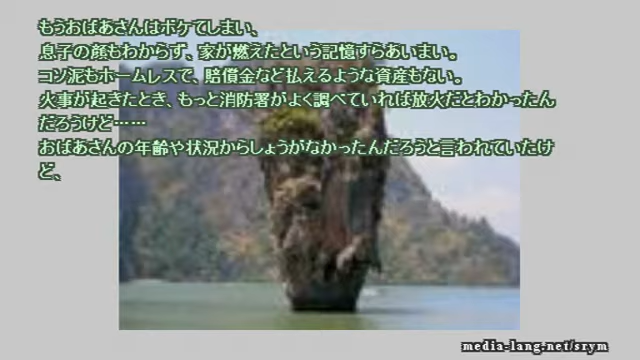 もうおばあさんはボケてしまい、
息子の顔もわからず、家が燃えたという記憶すらあいまい。
コソ泥もホームレスで、賠償金など払えるような資産もない。
火事が起きたとき、もっと消防署がよく調べていれば放火だとわかったん
だろうけど……
おばあさんの年齢や状況からしょうがなかったんだろうと言われていたけ
ど、
media-lang-net/srym